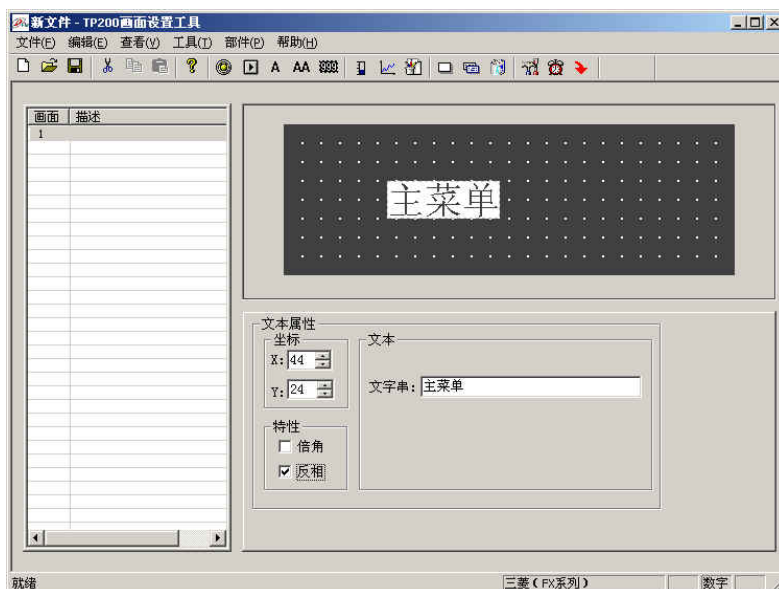 新文件 - TP200画面设置工具
文件(F) 编辑(E) 查看(V) 工具(T) 部件(P) 帮助(H)
A AA
画面 描述
1
主菜单
文本属性
坐标
X: 44
Y: 24
文本
文字串: 主菜单
特性
倍角
反相
就绪 三菱(FX系列) 数字